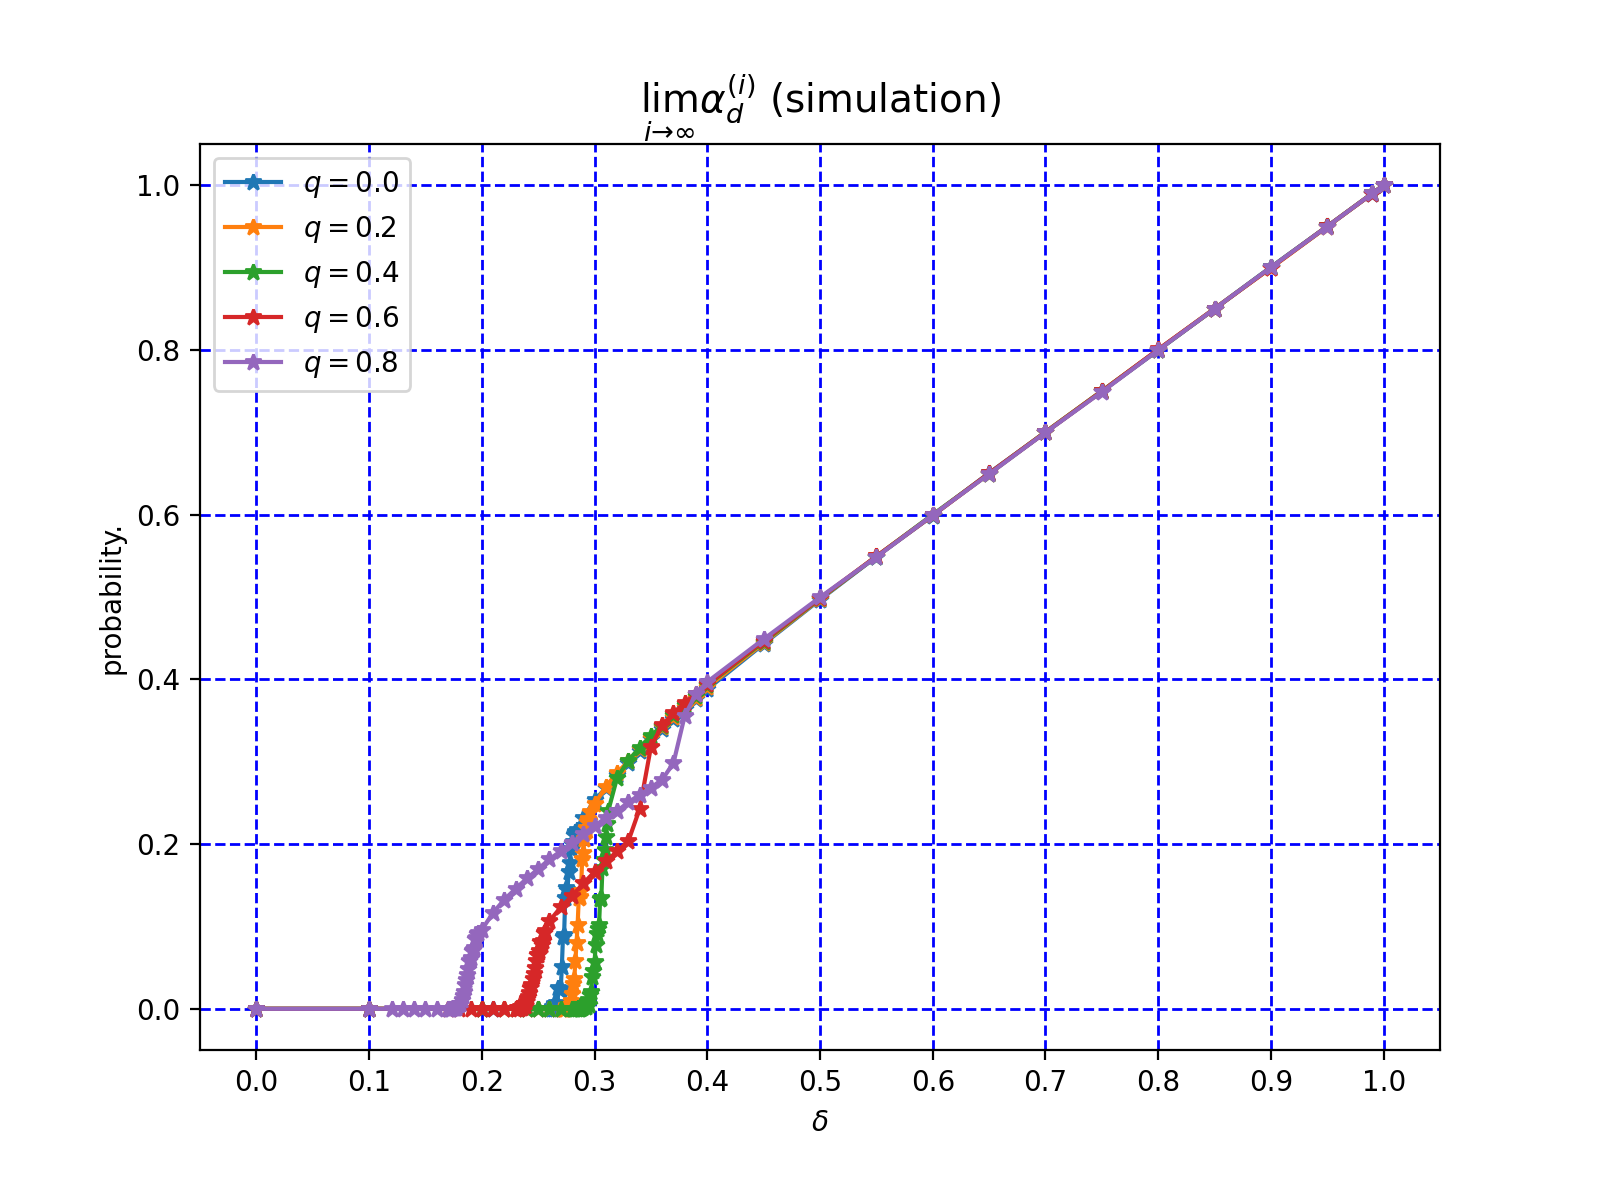 lim α_d^(i) (simulation)
i→∞
q = 0.0
q = 0.2
q = 0.4
q = 0.6
q = 0.8
1.0
0.8
0.6
0.4
0.2
0.0
probability.
0.0 0.1 0.2 0.3 0.4 0.5 0.6 0.7 0.8 0.9 1.0
δ